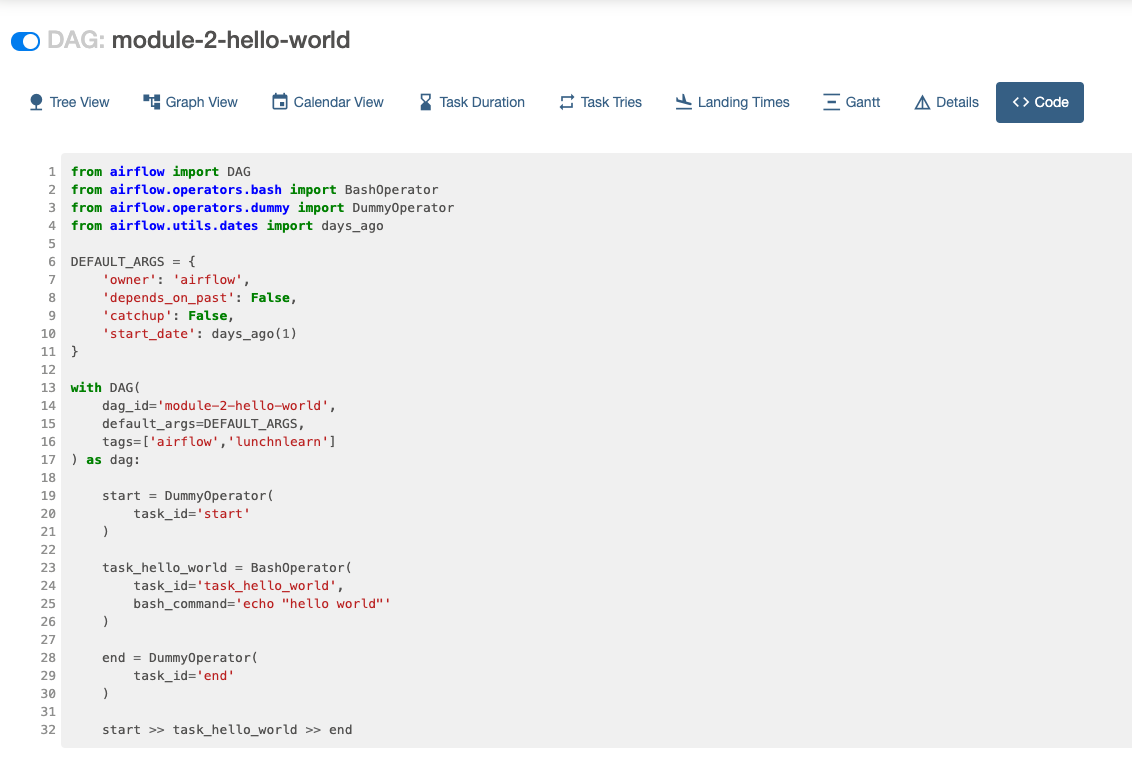 DAG: module-2-hello-world
Tree View Graph View Calendar View Task Duration Task Tries Landing Times Gantt Details <> Code
1 from airflow import DAG
2 from airflow.operators.bash import BashOperator
3 from airflow.operators.dummy import DummyOperator
4 from airflow.utils.dates import days_ago
5
6 DEFAULT_ARGS = {
7     'owner': 'airflow',
8     'depends_on_past': False,
9     'catchup': False,
10     'start_date': days_ago(1)
11 }
12
13 with DAG(
14     dag_id='module-2-hello-world',
15     default_args=DEFAULT_ARGS,
16     tags=['airflow','lunchnlearn']
17 ) as dag:
18
19     start = DummyOperator(
20         task_id='start'
21     )
22
23     task_hello_world = BashOperator(
24         task_id='task_hello_world',
25         bash_command='echo "hello world"'
26     )
27
28     end = DummyOperator(
29         task_id='end'
30     )
31
32     start >> task_hello_world >> end